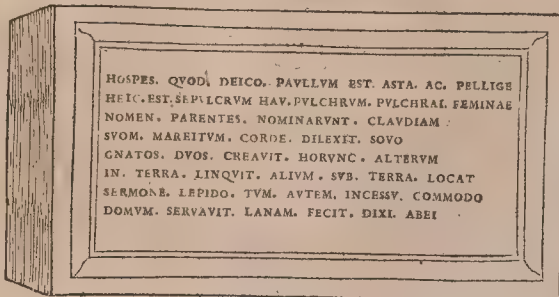 HOSPES. QVOD. DEICO. PAVLLVM EST. ASTA. AC. PELLIGE
HEIC. EST. SEPVLCRVM HAV. PVLCHRVM. PVLCHRAI. FEMINAE
NOMEN. PARENTES. NOMINARVNT. CLAVDIAM :
SVOM. MAREITVM. CORDE. DILEXIT. SOVO
GNATOS. DVOS. CREAVIT. HORVNC. ALTERVM
IN. TERRA. LINQVIT. ALIVM. SVB. TERRA. LOCAT
SERMONE. LEPIDO. TVM. AVTEM. INCESSV. COMMODO
DOMVM. SERVAVIT. LANAM. FECIT. DIXI. ABEI